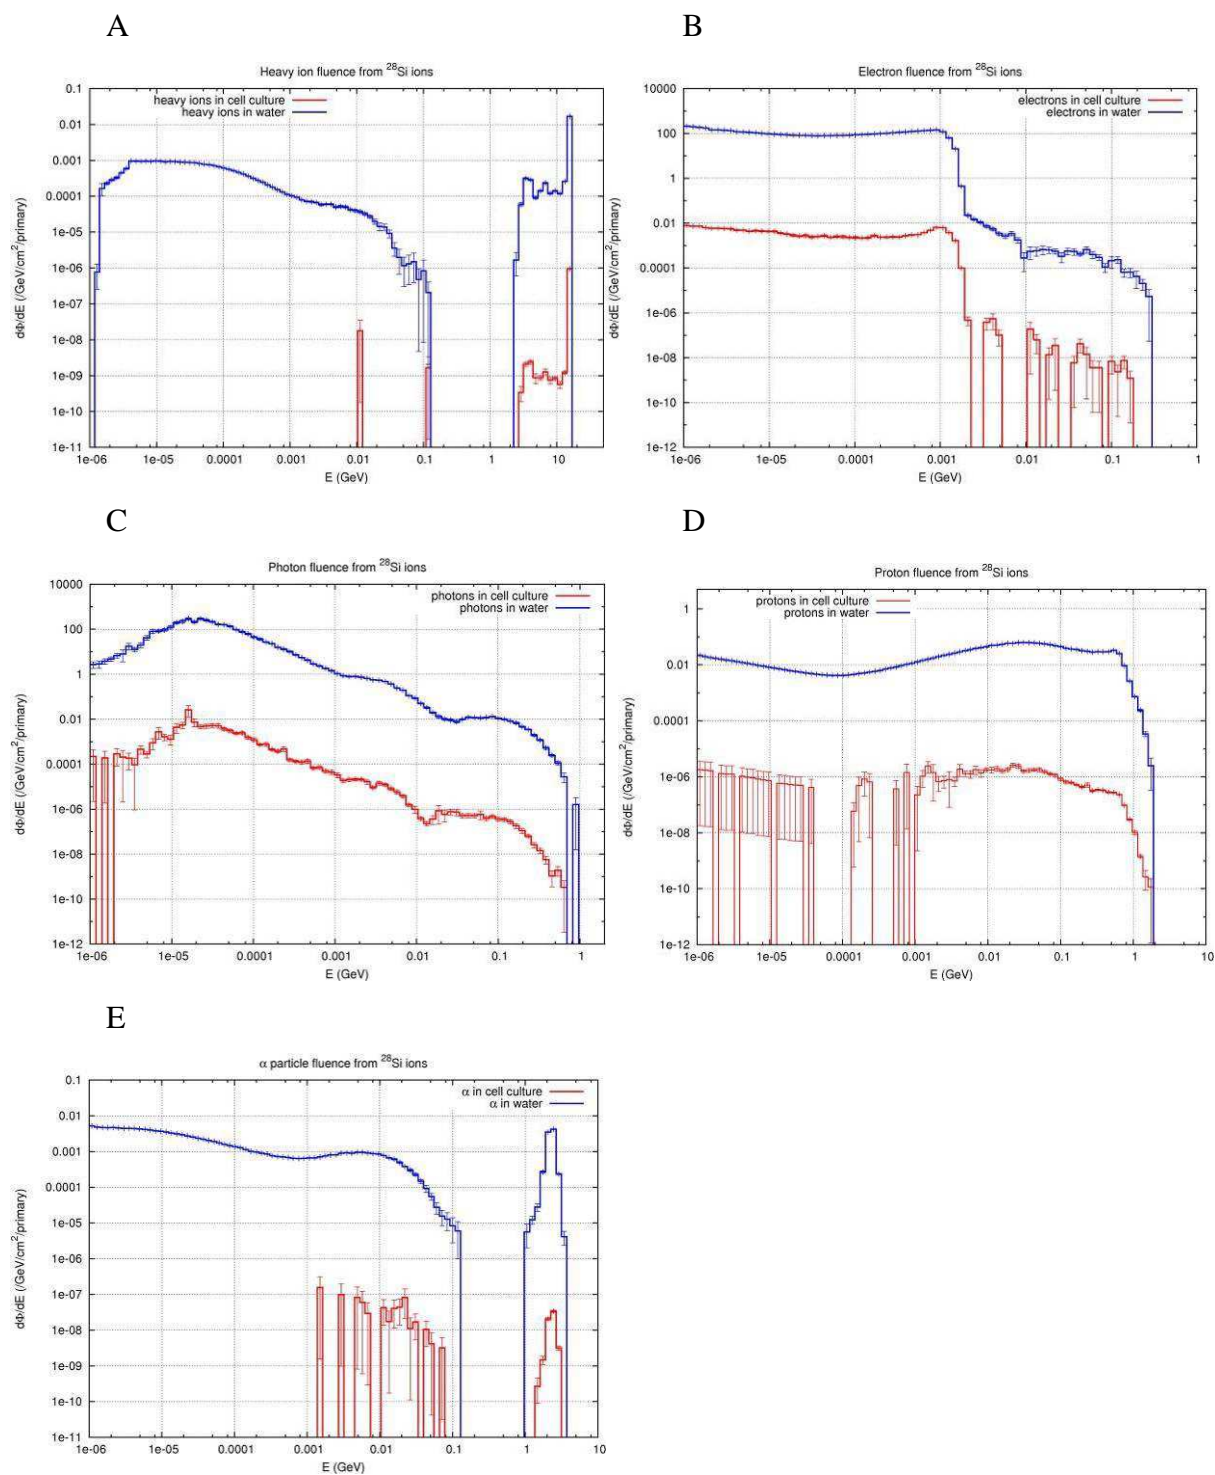 A
Heavy ion fluence from ²⁸Si ions
heavy ions in cell culture
heavy ions in water
dΦ/dE (/GeV/cm²/primary)
0.1
0.01
0.001
0.0001
1e-05
1e-06
1e-07
1e-08
1e-09
1e-10
1e-11
1e-06 1e-05 0.0001 0.001 0.01 0.1 1 10
E (GeV)
B
Electron fluence from ²⁸Si ions
electrons in cell culture
electrons in water
dΦ/dE (/GeV/cm²/primary)
10000
100
1
0.01
0.0001
1e-06
1e-08
1e-10
1e-12
1e-06 1e-05 0.0001 0.001 0.01 0.1 1
E (GeV)
C
Photon fluence from ²⁸Si ions
photons in cell culture
photons in water
dΦ/dE (/GeV/cm²/primary)
10000
100
1
0.01
0.0001
1e-06
1e-08
1e-10
1e-12
1e-06 1e-05 0.0001 0.001 0.01 0.1 1
E (GeV)
D
Proton fluence from ²⁸Si ions
protons in cell culture
protons in water
dΦ/dE (/GeV/cm²/primary)
1
0.01
0.0001
1e-06
1e-08
1e-10
1e-12
1e-06 1e-05 0.0001 0.001 0.01 0.1 1 10
E (GeV)
E
α particle fluence from ²⁸Si ions
α in cell culture
α in water
dΦ/dE (/GeV/cm²/primary)
0.1
0.01
0.001
0.0001
1e-05
1e-06
1e-07
1e-08
1e-09
1e-10
1e-11
1e-06 1e-05 0.0001 0.001 0.01 0.1 1 10
E (GeV)